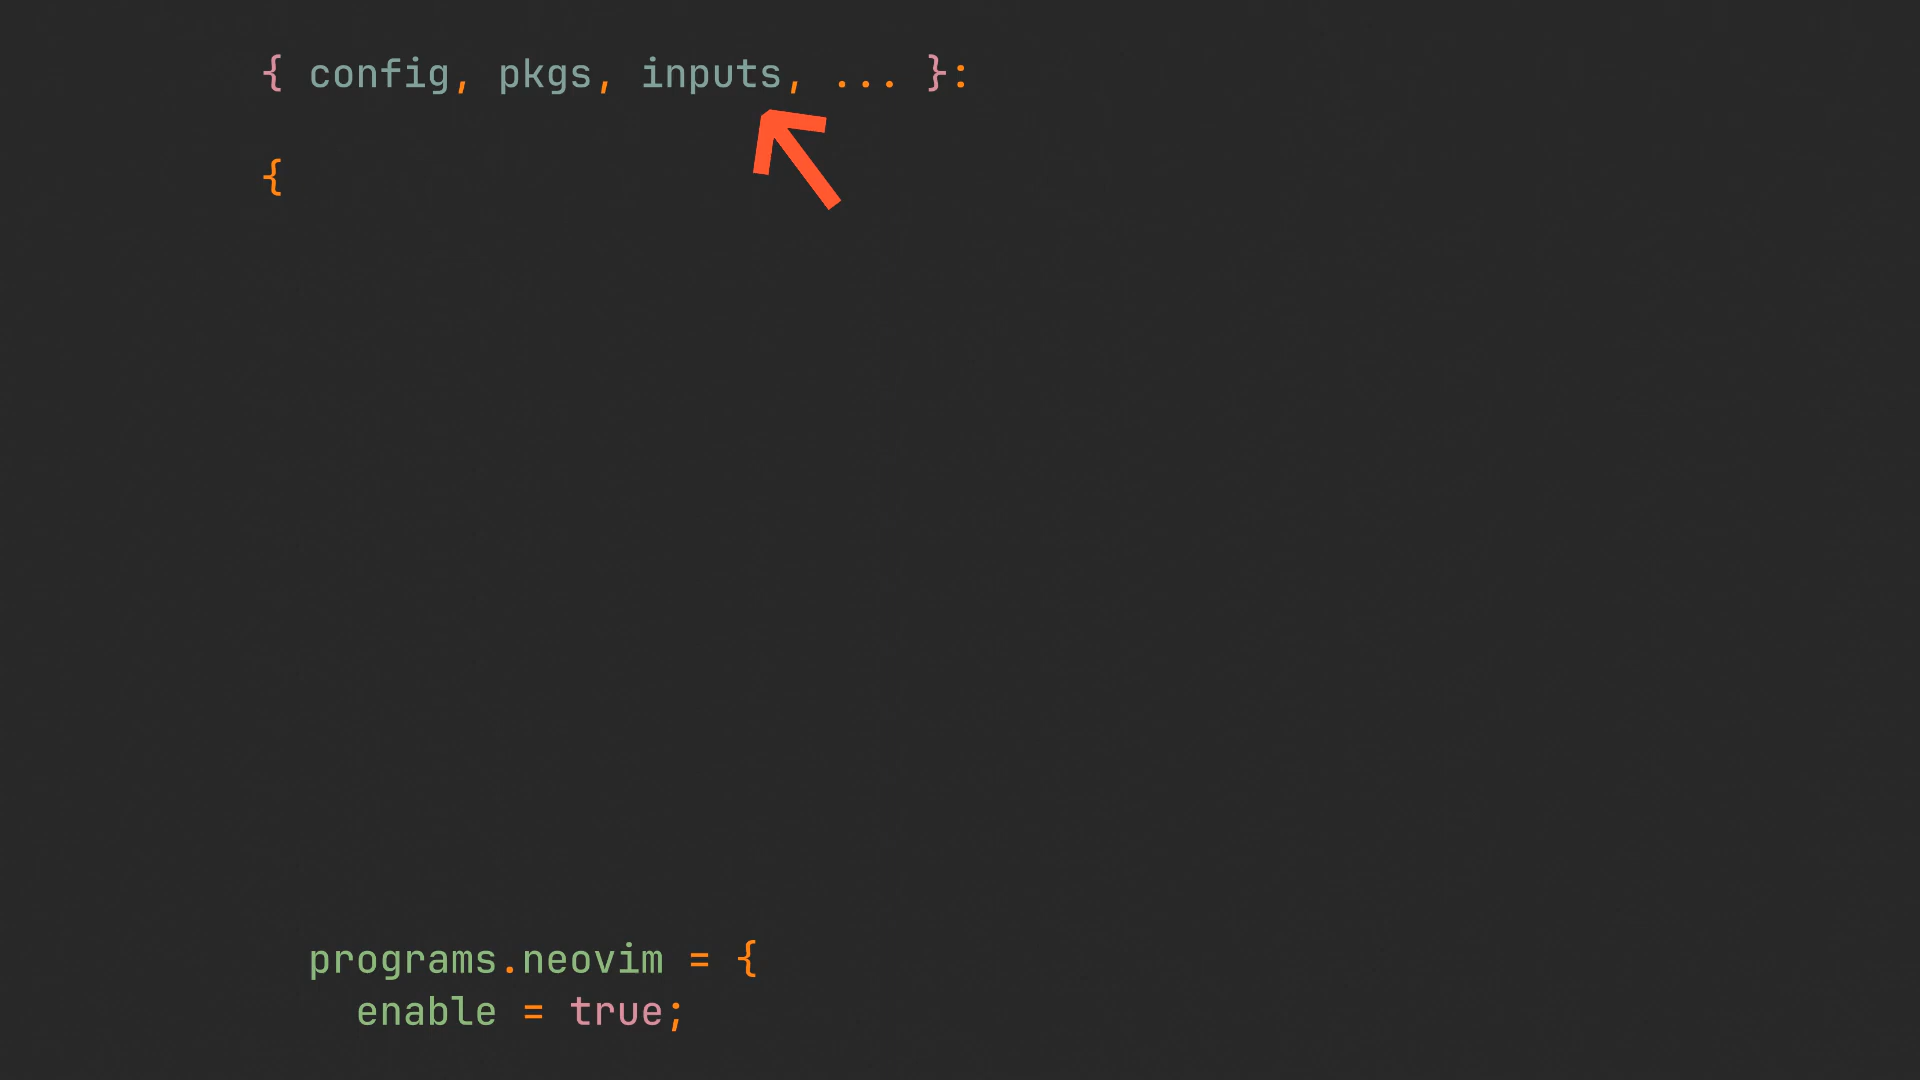 { config, pkgs, inputs, ... }:
{
programs.neovim = {
enable = true;